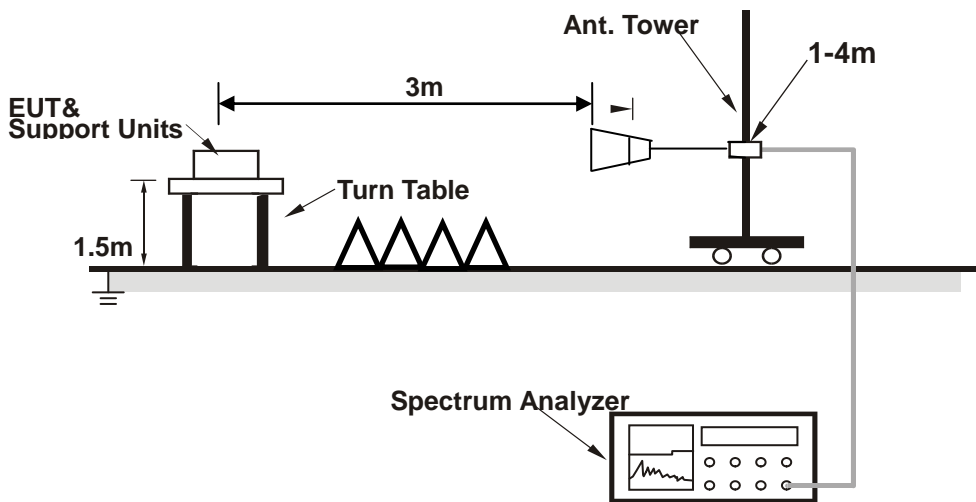 Ant. Tower
1-4m
3m
EUT&
Support Units
Turn Table
1.5m
Spectrum Analyzer